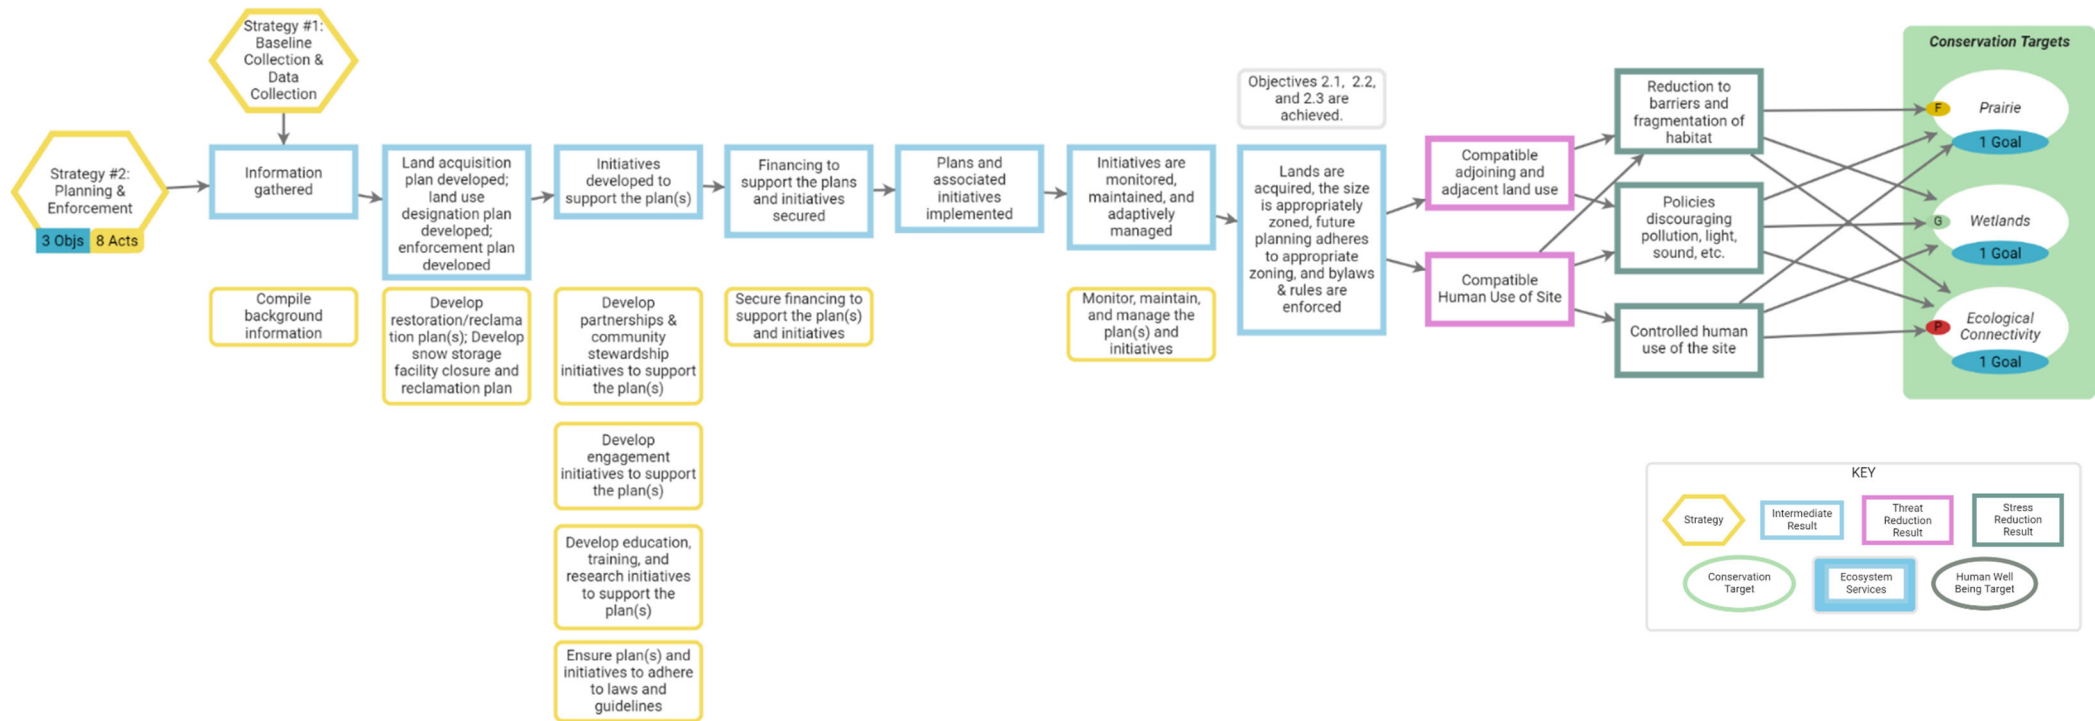 Strategy #1:
Baseline
Collection &
Data
Collection
Strategy #2:
Planning &
Enforcement
3 Objs
8 Acts
Information
gathered
Land acquisition
plan developed;
land use
designation plan
developed;
enforcement plan
developed
Initiatives
developed to
support the plan(s)
Financing to
support the plans
and initiatives
secured
Plans and
associated
initiatives
implemented
Initiatives are
monitored,
maintained, and
adaptively
managed
Objectives 2.1, 2.2,
and 2.3 are
achieved.
Lands are
acquired, the size
is appropriately
zoned, future
planning adheres
to appropriate
zoning, and bylaws
& rules are
enforced
Compile
background
information
Develop
restoration/reclama
tion plan(s); Develop
snow storage
facility closure and
reclamation plan
Develop
partnerships &
community
stewardship
initiatives to support
the plan(s)
Develop
engagement
initiatives to support
the plan(s)
Develop education,
training, and
research initiatives
to support the
plan(s)
Ensure plan(s) and
initiatives to adhere
to laws and
guidelines
Secure financing to
support the plan(s)
and initiatives
Monitor, maintain,
and manage the
plan(s) and
initiatives
Compatible
adjoining and
adjacent land use
Compatible
Human Use of Site
Reduction to
barriers and
fragmentation of
habitat
Policies
discouraging
pollution, light,
sound, etc.
Controlled human
use of the site
Conservation Targets
F
Prairie
1 Goal
G
Wetlands
1 Goal
P
Ecological
Connectivity
1 Goal
KEY
Strategy
Intermediate
Result
Threat
Reduction
Result
Stress
Reduction
Result
Conservation
Target
Ecosystem
Services
Human Well
Being Target